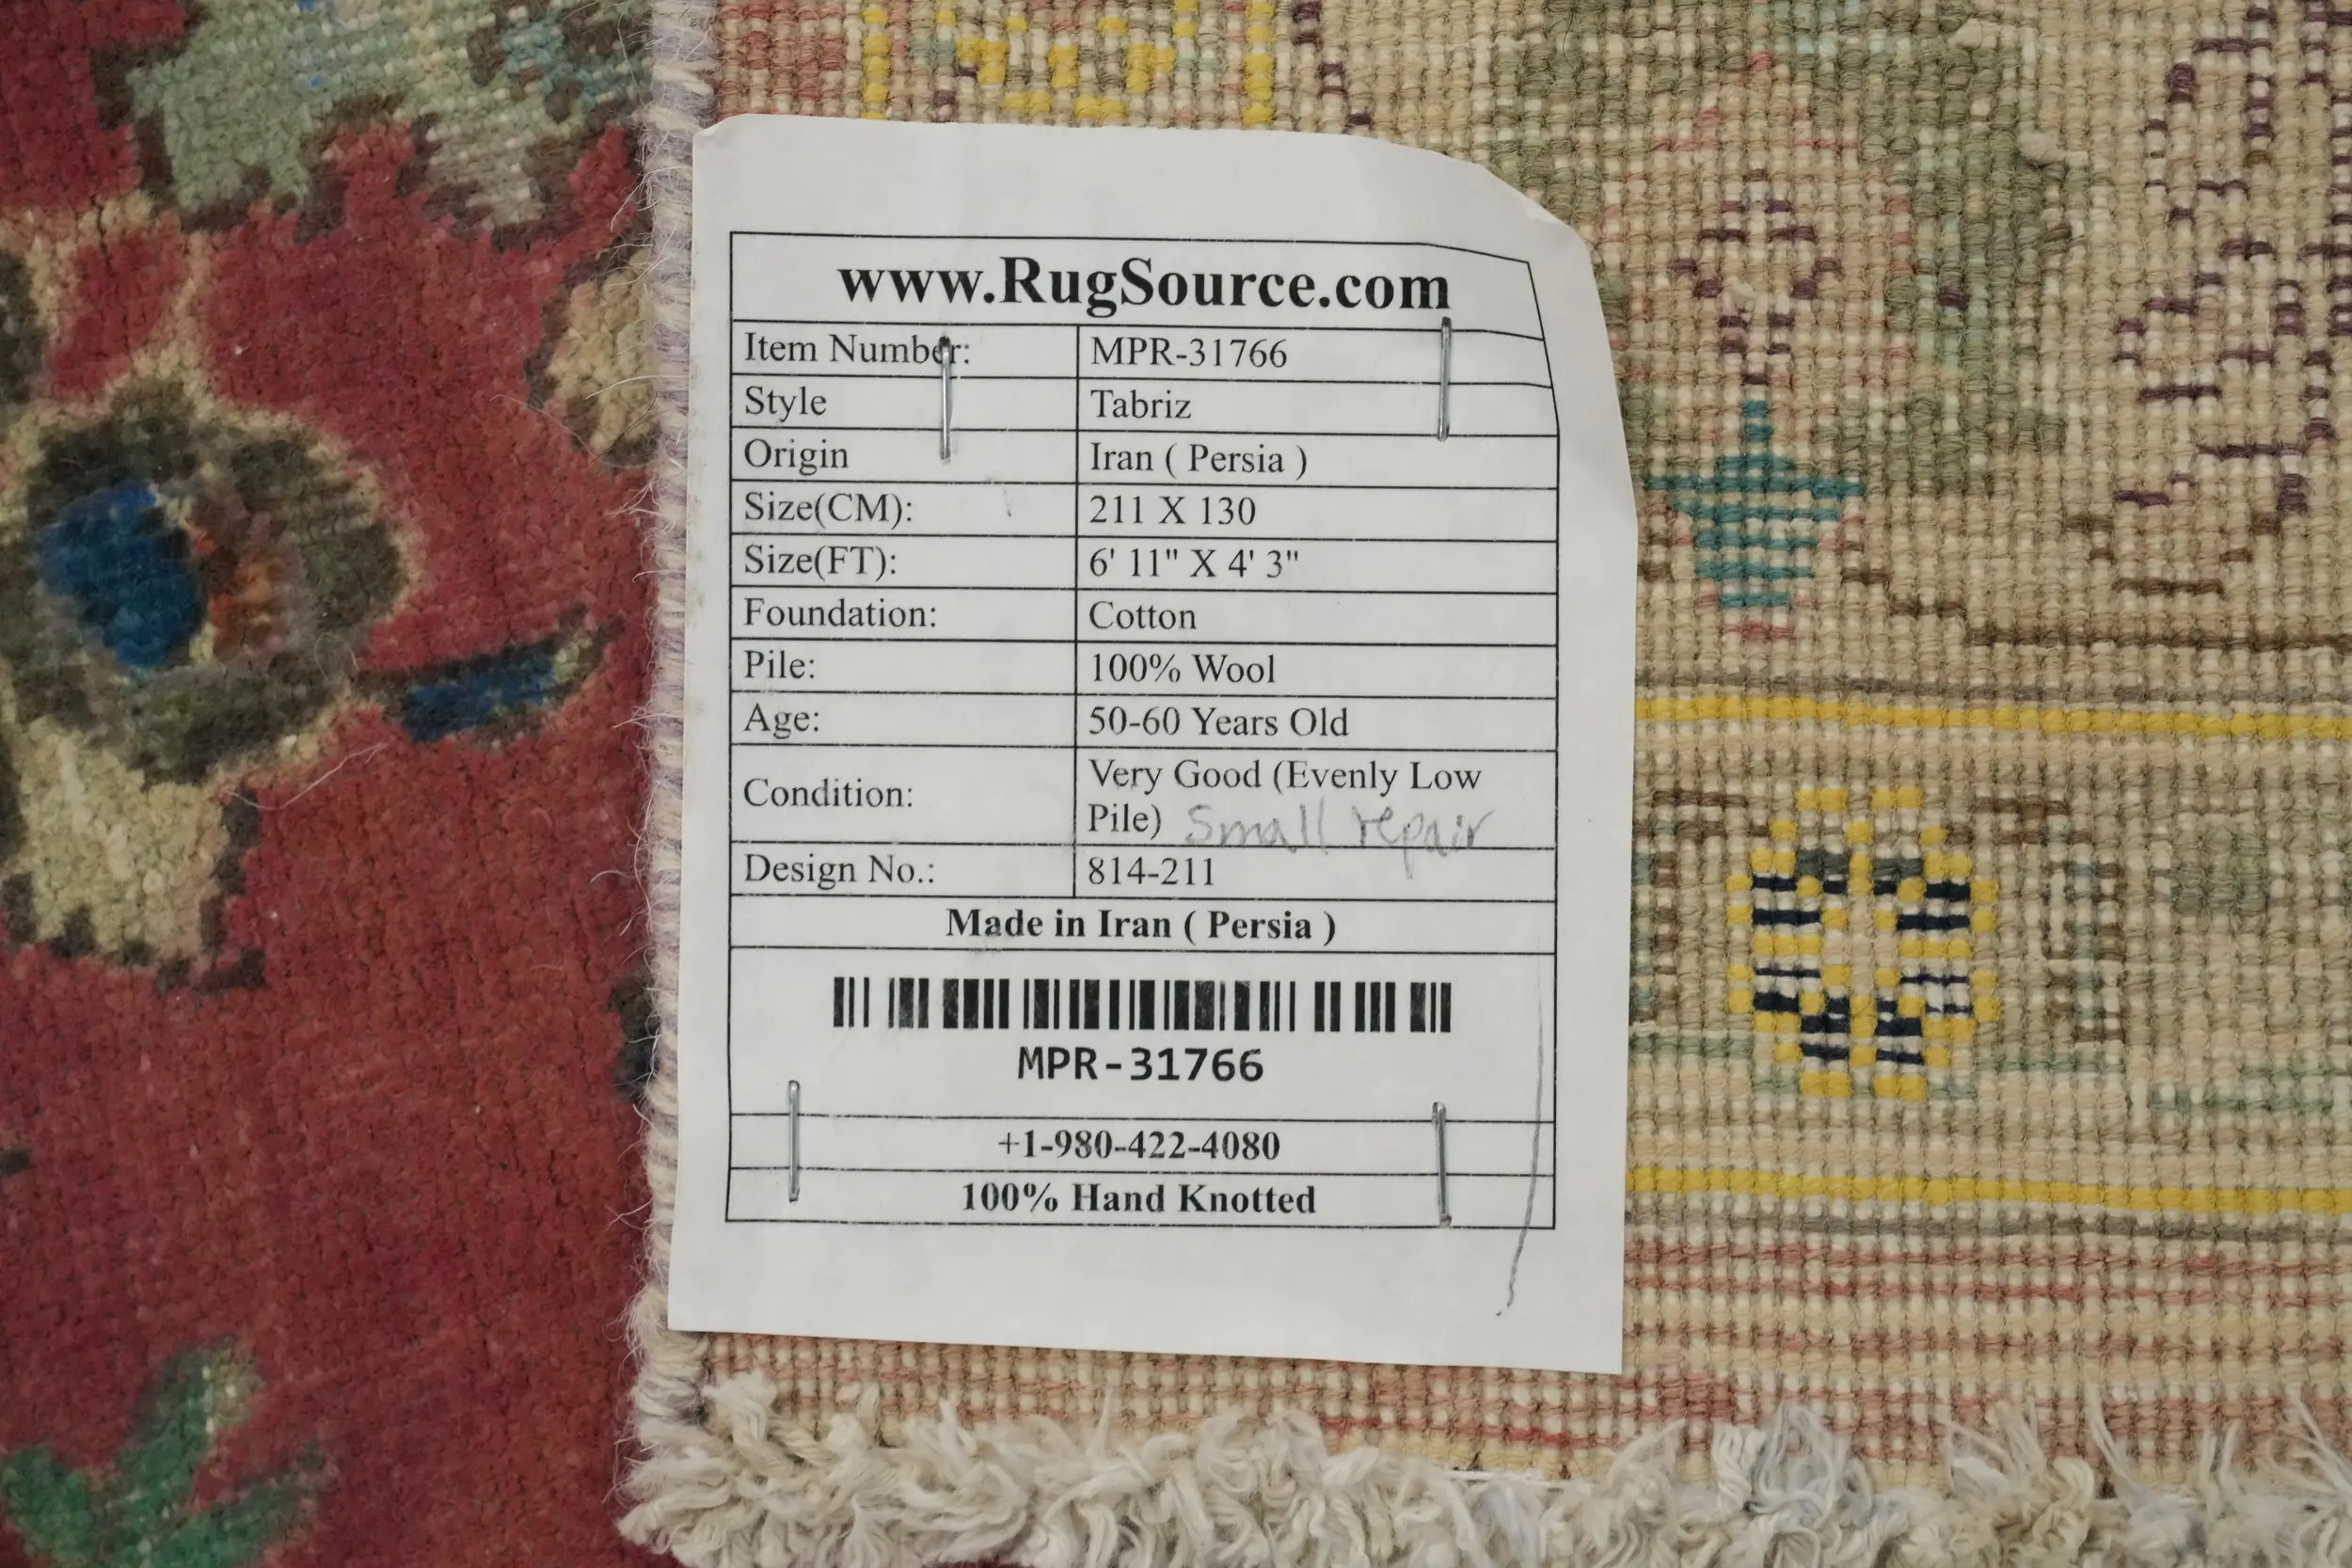 www.RugSource.com
Item Number: MPR-31766
Style Tabriz
Origin Iran ( Persia )
Size(CM): 211 X 130
Size(FT): 6' 11" X 4' 3"
Foundation: Cotton
Pile: 100% Wool
Age: 50-60 Years Old
Condition: Very Good (Evenly Low
Pile) Small repair
Design No.: 814-211
Made in Iran ( Persia )
MPR-31766
+1-980-422-4080
100% Hand Knotted